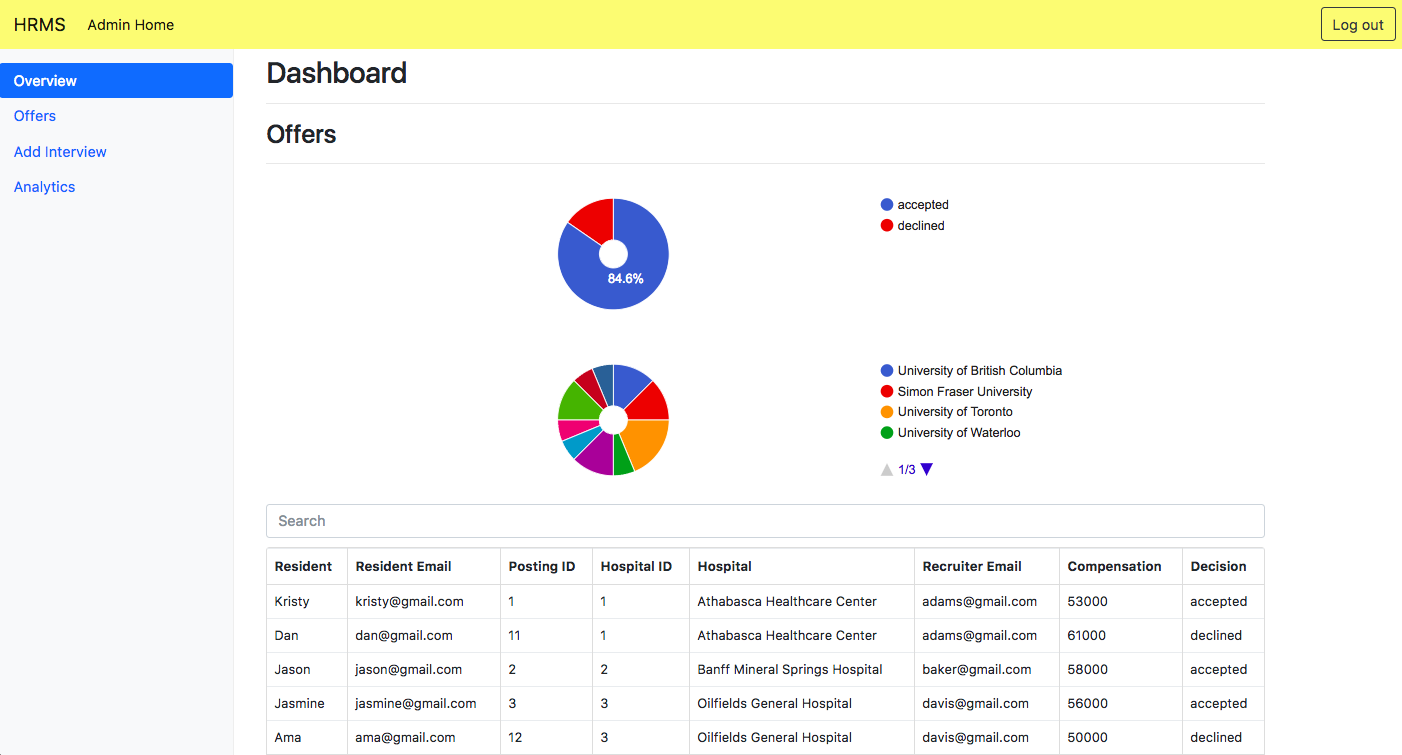 HRMS Admin Home Log out
Overview
Offers
Add Interview
Analytics
Dashboard
Offers
84.6%
accepted
declined
University of British Columbia
Simon Fraser University
University of Toronto
University of Waterloo
1/3
Search
Resident Resident Email Posting ID Hospital ID Hospital Recruiter Email Compensation Decision
Kristy kristy@gmail.com 1 1 Athabasca Healthcare Center adams@gmail.com 53000 accepted
Dan dan@gmail.com 11 1 Athabasca Healthcare Center adams@gmail.com 61000 declined
Jason jason@gmail.com 2 2 Banff Mineral Springs Hospital baker@gmail.com 58000 accepted
Jasmine jasmine@gmail.com 3 3 Oilfields General Hospital davis@gmail.com 56000 accepted
Ama ama@gmail.com 12 3 Oilfields General Hospital davis@gmail.com 50000 declined